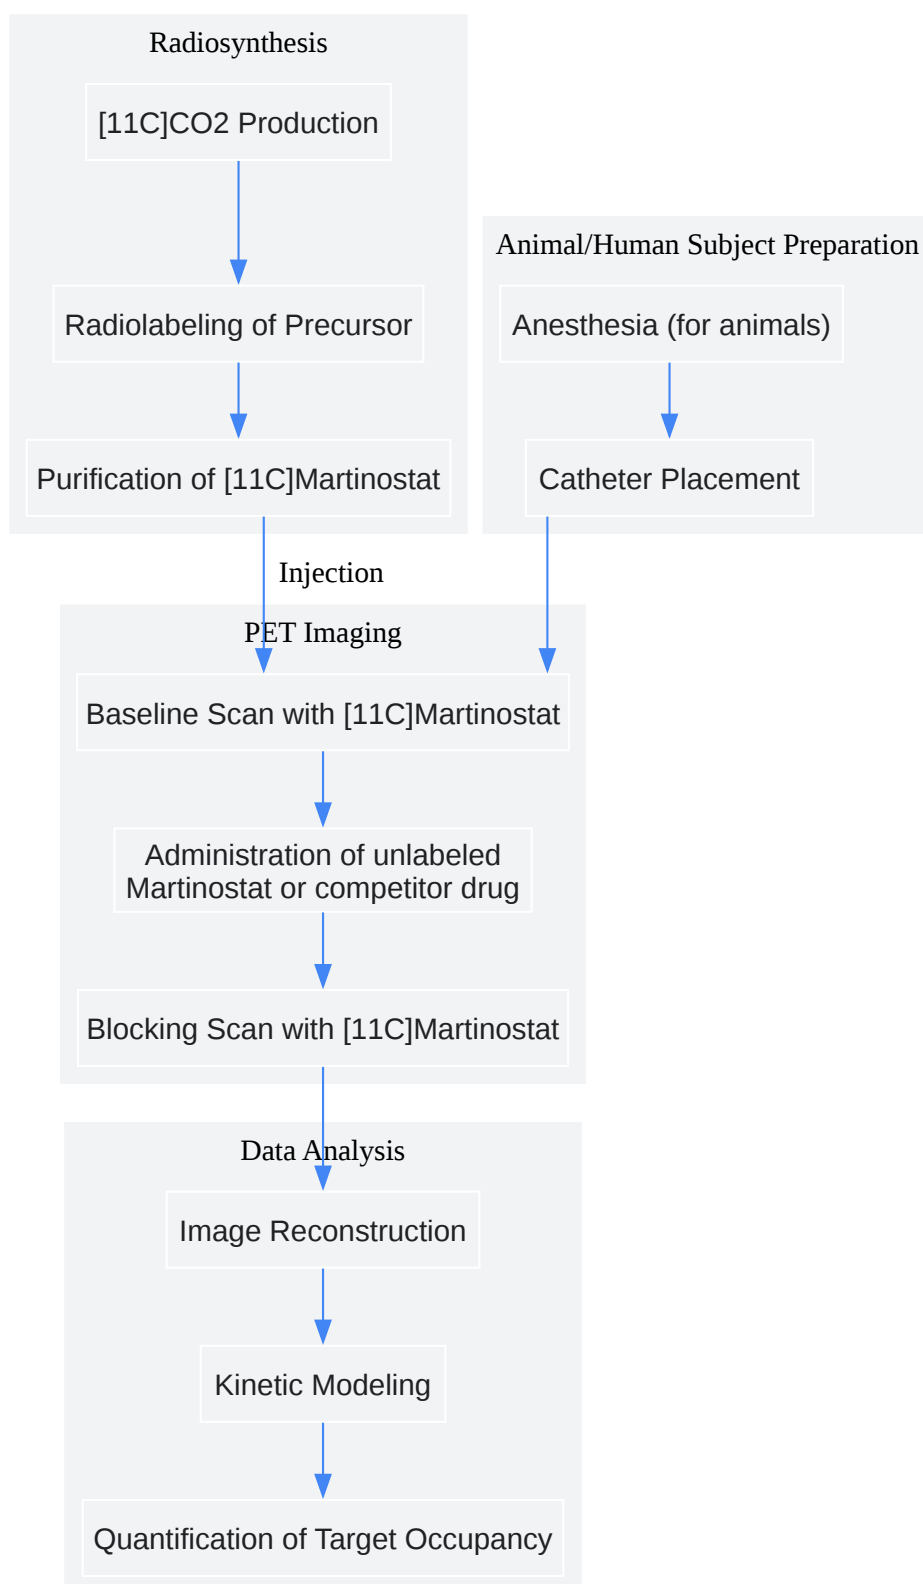 Radiosynthesis
[11C]CO2 Production
Radiolabeling of Precursor
Purification of [11C]Martinostat
Animal/Human Subject Preparation
Anesthesia (for animals)
Catheter Placement
Injection
PET Imaging
Baseline Scan with [11C]Martinostat
Administration of unlabeled
Martinostat or competitor drug
Blocking Scan with [11C]Martinostat
Data Analysis
Image Reconstruction
Kinetic Modeling
Quantification of Target Occupancy